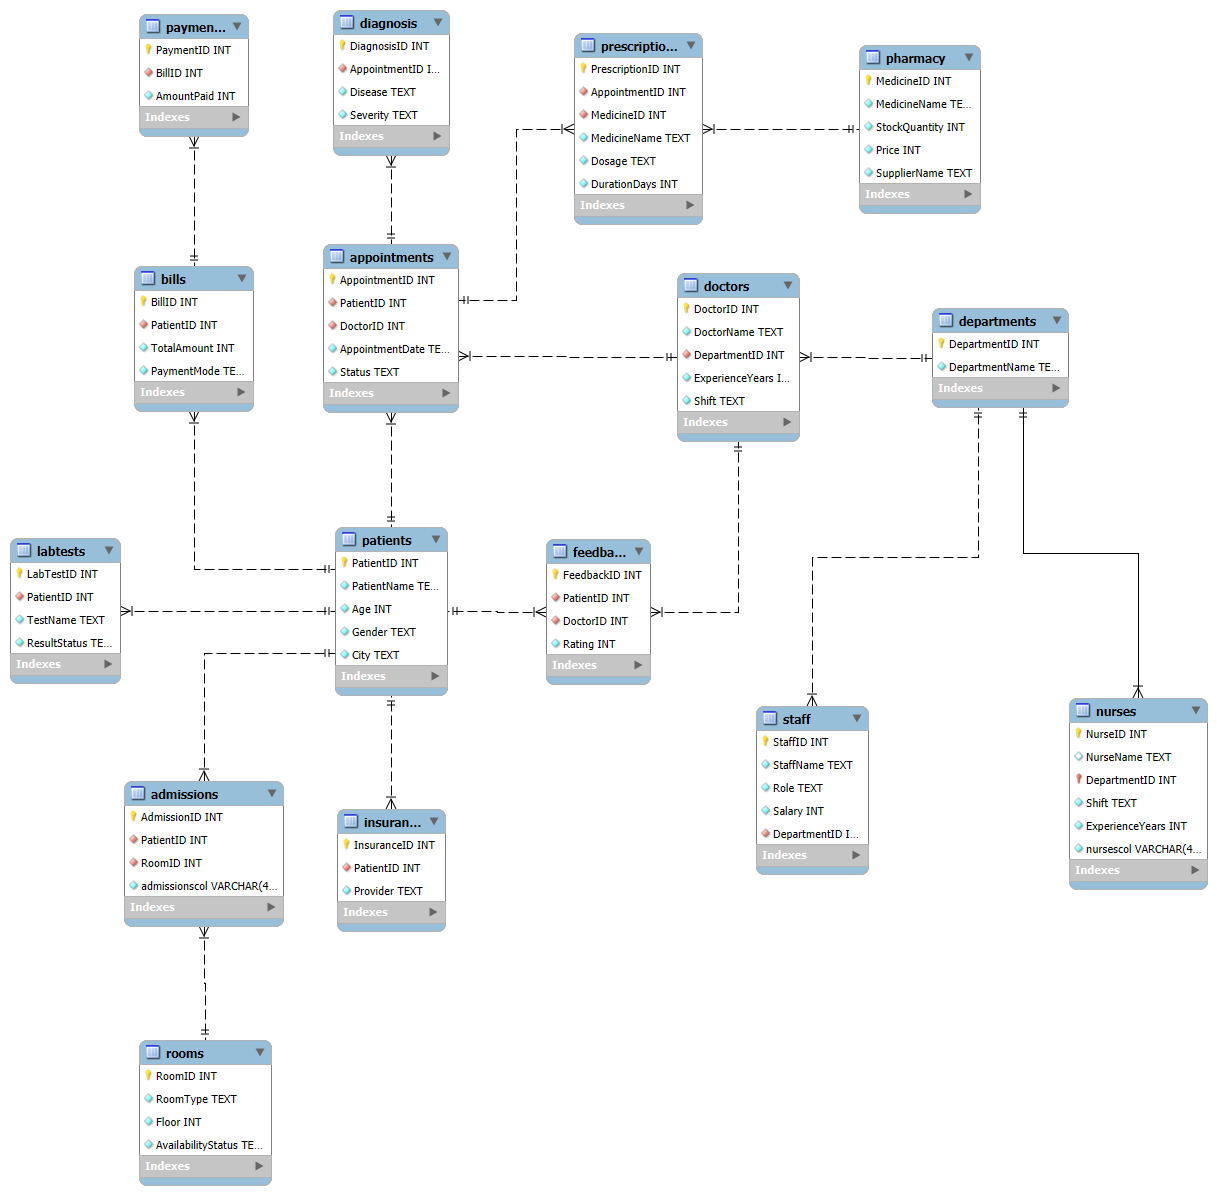 paymen...
PaymentID INT
BillID INT
AmountPaid INT
Indexes
diagnosis
DiagnosisID INT
AppointmentID I...
Disease TEXT
Severity TEXT
Indexes
prescriptio...
PrescriptionID INT
AppointmentID INT
MedicineID INT
MedicineName TEXT
Dosage TEXT
DurationDays INT
Indexes
pharmacy
MedicineID INT
MedicineName TE...
StockQuantity INT
Price INT
SupplierName TEXT
Indexes
bills
BillID INT
PatientID INT
TotalAmount INT
PaymentMode TE...
Indexes
appointments
AppointmentID INT
PatientID INT
DoctorID INT
AppointmentDate TE...
Status TEXT
Indexes
doctors
DoctorID INT
DoctorName TEXT
DepartmentID INT
ExperienceYears I...
Shift TEXT
Indexes
departments
DepartmentID INT
DepartmentName TE...
Indexes
labtests
LabTestID INT
PatientID INT
TestName TEXT
ResultStatus TE...
Indexes
patients
PatientID INT
PatientName TE...
Age INT
Gender TEXT
City TEXT
Indexes
feedba...
FeedbackID INT
PatientID INT
DoctorID INT
Rating INT
Indexes
staff
StaffID INT
StaffName TEXT
Role TEXT
Salary INT
DepartmentID I...
Indexes
nurses
NurseID INT
NurseName TEXT
DepartmentID INT
Shift TEXT
ExperienceYears INT
nursescol VARCHAR(4...
Indexes
admissions
AdmissionID INT
PatientID INT
RoomID INT
admissionscol VARCHAR(4...
Indexes
insuran...
InsuranceID INT
PatientID INT
Provider TEXT
Indexes
rooms
RoomID INT
RoomType TEXT
Floor INT
AvailabilityStatus TE...
Indexes